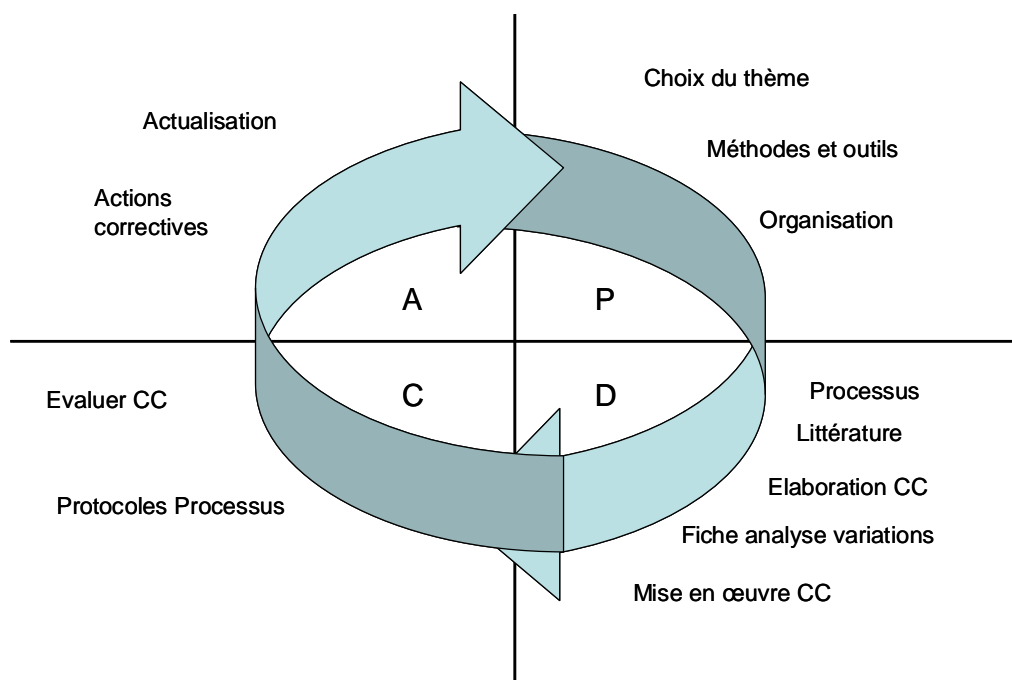 Choix du thème
Actualisation
Méthodes et outils
Actions
correctives
Organisation
A
P
C
D
Evaluer CC
Processus
Littérature
Elaboration CC
Protocoles Processus
Fiche analyse variations
Mise en œuvre CC